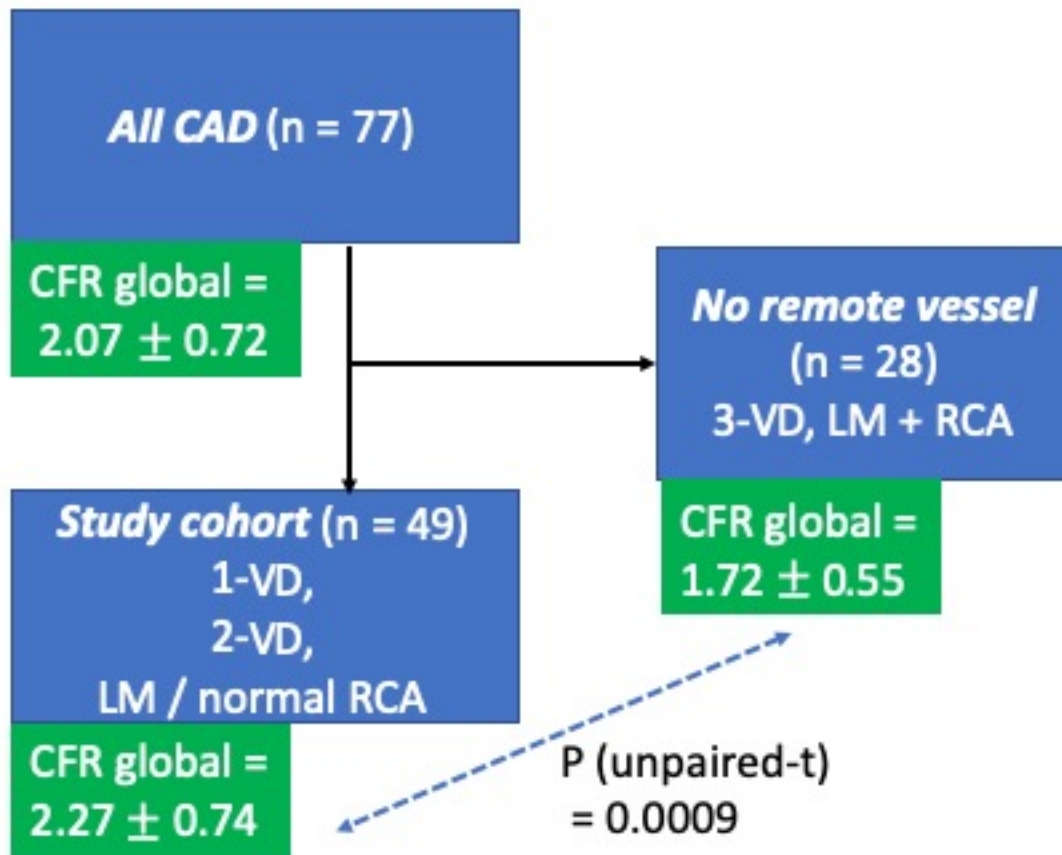 All CAD (n = 77)
CFR global =
2.07 ± 0.72
No remote vessel
(n = 28)
3-VD, LM + RCA
CFR global =
1.72 ± 0.55
Study cohort (n = 49)
1-VD,
2-VD,
LM / normal RCA
CFR global =
2.27 ± 0.74
P (unpaired-t)
= 0.0009